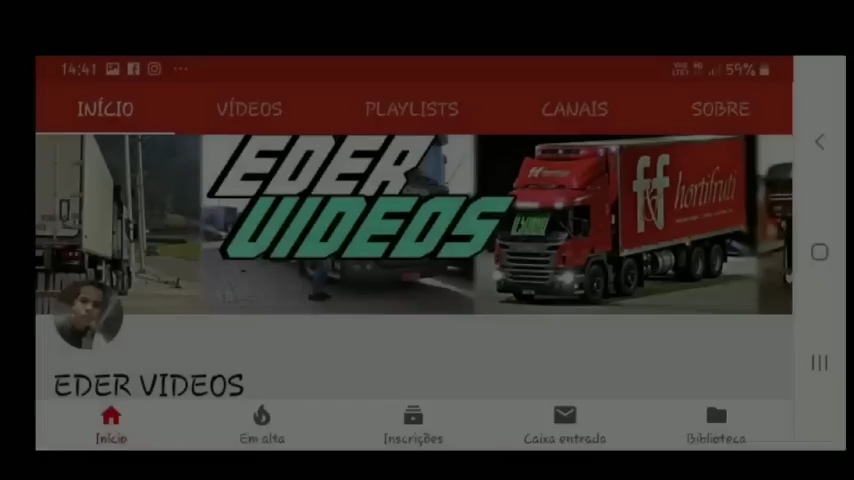 14:41 ... 59%
INÍCIO VÍDEOS PLAYLISTS CANAIS SOBRE
EDER
VIDEOS
f&f hortifruti
EDER VIDEOS
Início Em alta Inscrições Caixa entrada Biblioteca